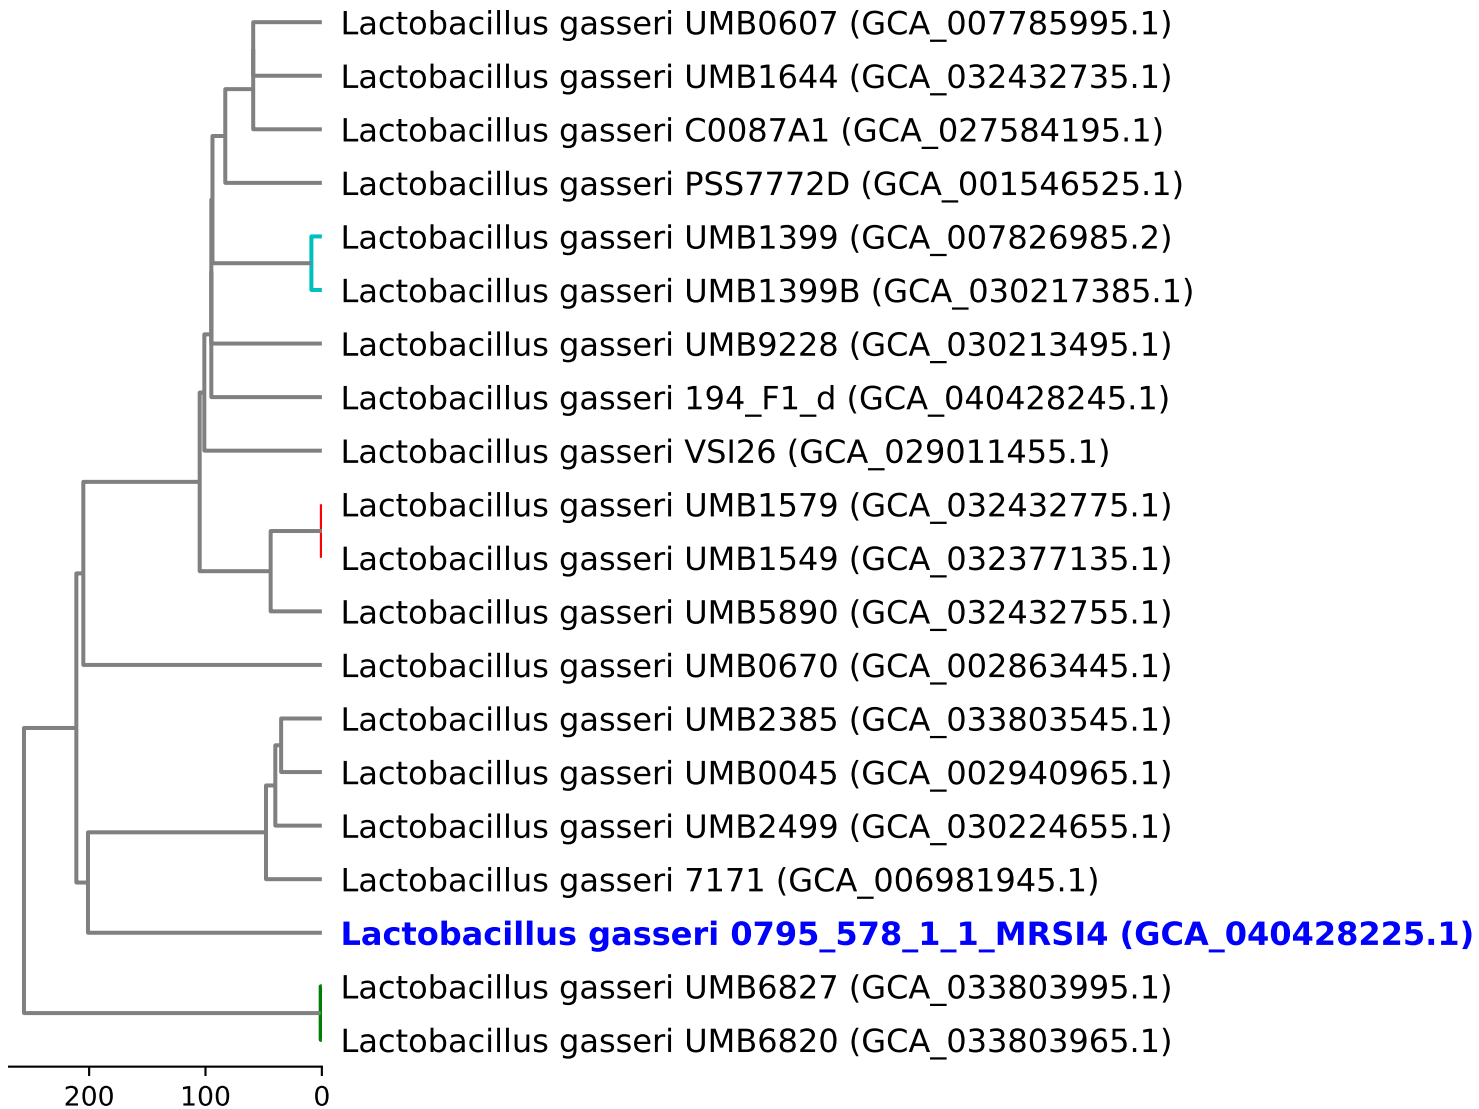 Lactobacillus gasseri UMB0607 (GCA_007785995.1)
Lactobacillus gasseri UMB1644 (GCA_032432735.1)
Lactobacillus gasseri C0087A1 (GCA_027584195.1)
Lactobacillus gasseri PSS7772D (GCA_001546525.1)
Lactobacillus gasseri UMB1399 (GCA_007826985.2)
Lactobacillus gasseri UMB1399B (GCA_030217385.1)
Lactobacillus gasseri UMB9228 (GCA_030213495.1)
Lactobacillus gasseri 194_F1_d (GCA_040428245.1)
Lactobacillus gasseri VSI26 (GCA_029011455.1)
Lactobacillus gasseri UMB1579 (GCA_032432775.1)
Lactobacillus gasseri UMB1549 (GCA_032377135.1)
Lactobacillus gasseri UMB5890 (GCA_032432755.1)
Lactobacillus gasseri UMB0670 (GCA_002863445.1)
Lactobacillus gasseri UMB2385 (GCA_033803545.1)
Lactobacillus gasseri UMB0045 (GCA_002940965.1)
Lactobacillus gasseri UMB2499 (GCA_030224655.1)
Lactobacillus gasseri 7171 (GCA_006981945.1)
Lactobacillus gasseri 0795_578_1_1_MRSI4 (GCA_040428225.1)
Lactobacillus gasseri UMB6827 (GCA_033803995.1)
Lactobacillus gasseri UMB6820 (GCA_033803965.1)
200 100 0